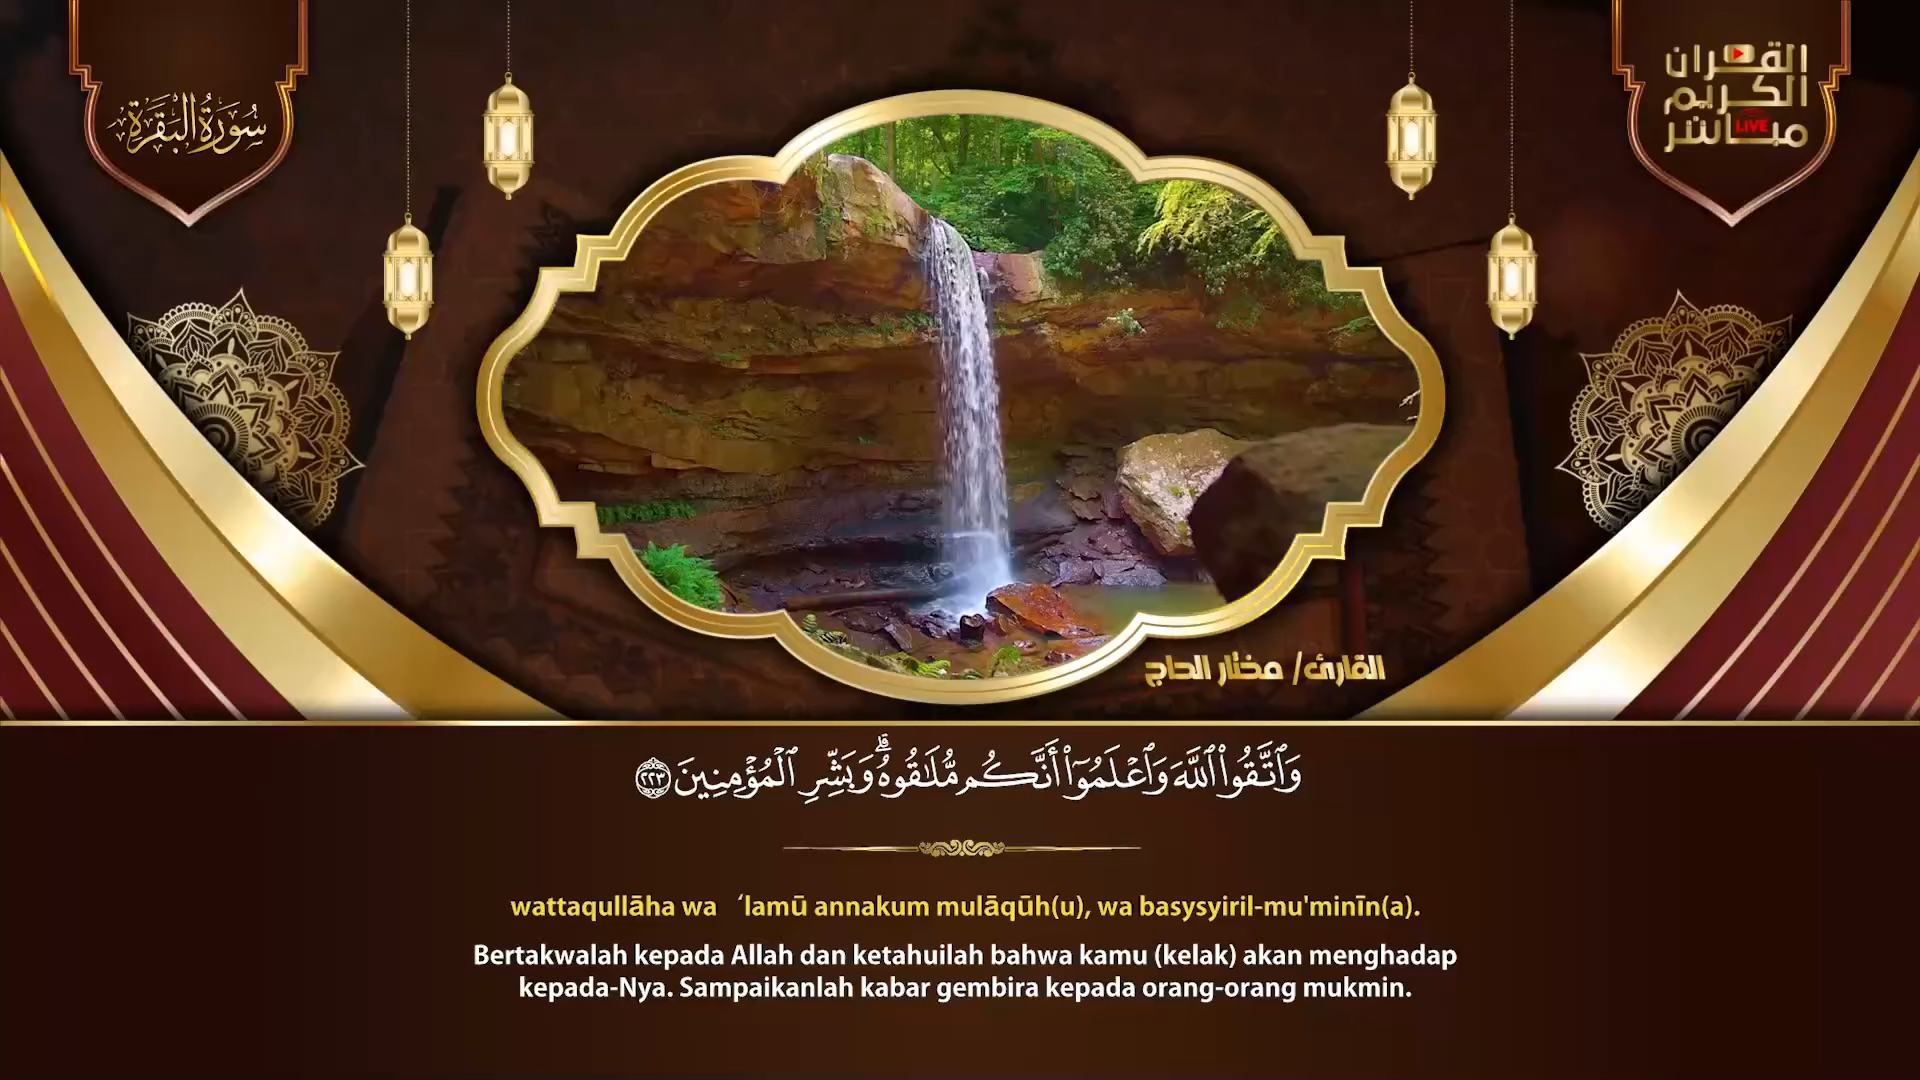 سُورَةُ البَقَرَة
القران
الكريم
مباشر
LIVE
القارئ/ مختار الحاج
وَٱتَّقُوا۟ ٱللَّهَ وَٱعْلَمُوٓا۟ أَنَّكُم مُّلَـٰقُوهُ ۗ وَبَشِّرِ ٱلْمُؤْمِنِينَ ٢٢٣
wattaqullāha wa ‘lamū annakum mulāqūh(u), wa basysyiril-mu'minīn(a).
Bertakwalah kepada Allah dan ketahuilah bahwa kamu (kelak) akan menghadap
kepada-Nya. Sampaikanlah kabar gembira kepada orang-orang mukmin.